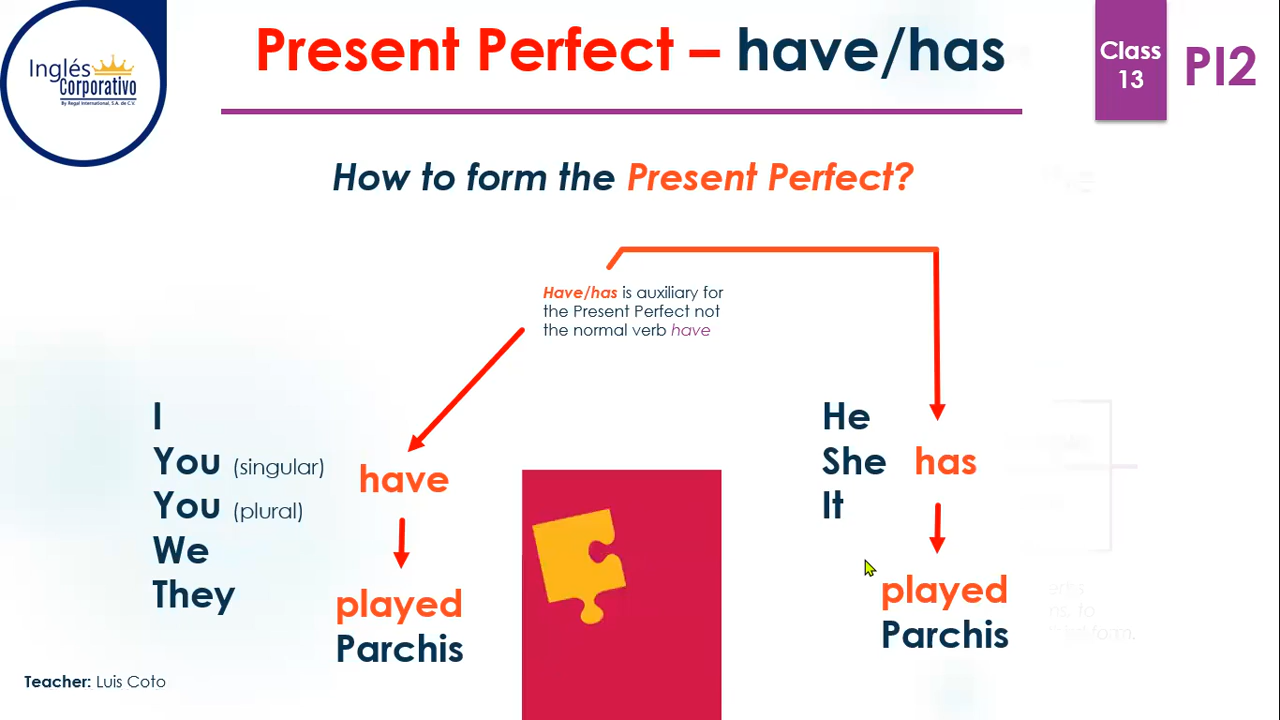 Inglés
Corporativo
By Regal International, S.A. de C.V.
Present Perfect – have/has
Class
13
PI2
How to form the Present Perfect?
Have/has is auxiliary for
the Present Perfect not
the normal verb have
I
You (singular)
You (plural)
We
They
have
played
Parchis
He
She
It
has
played
Parchis
Teacher: Luis Coto